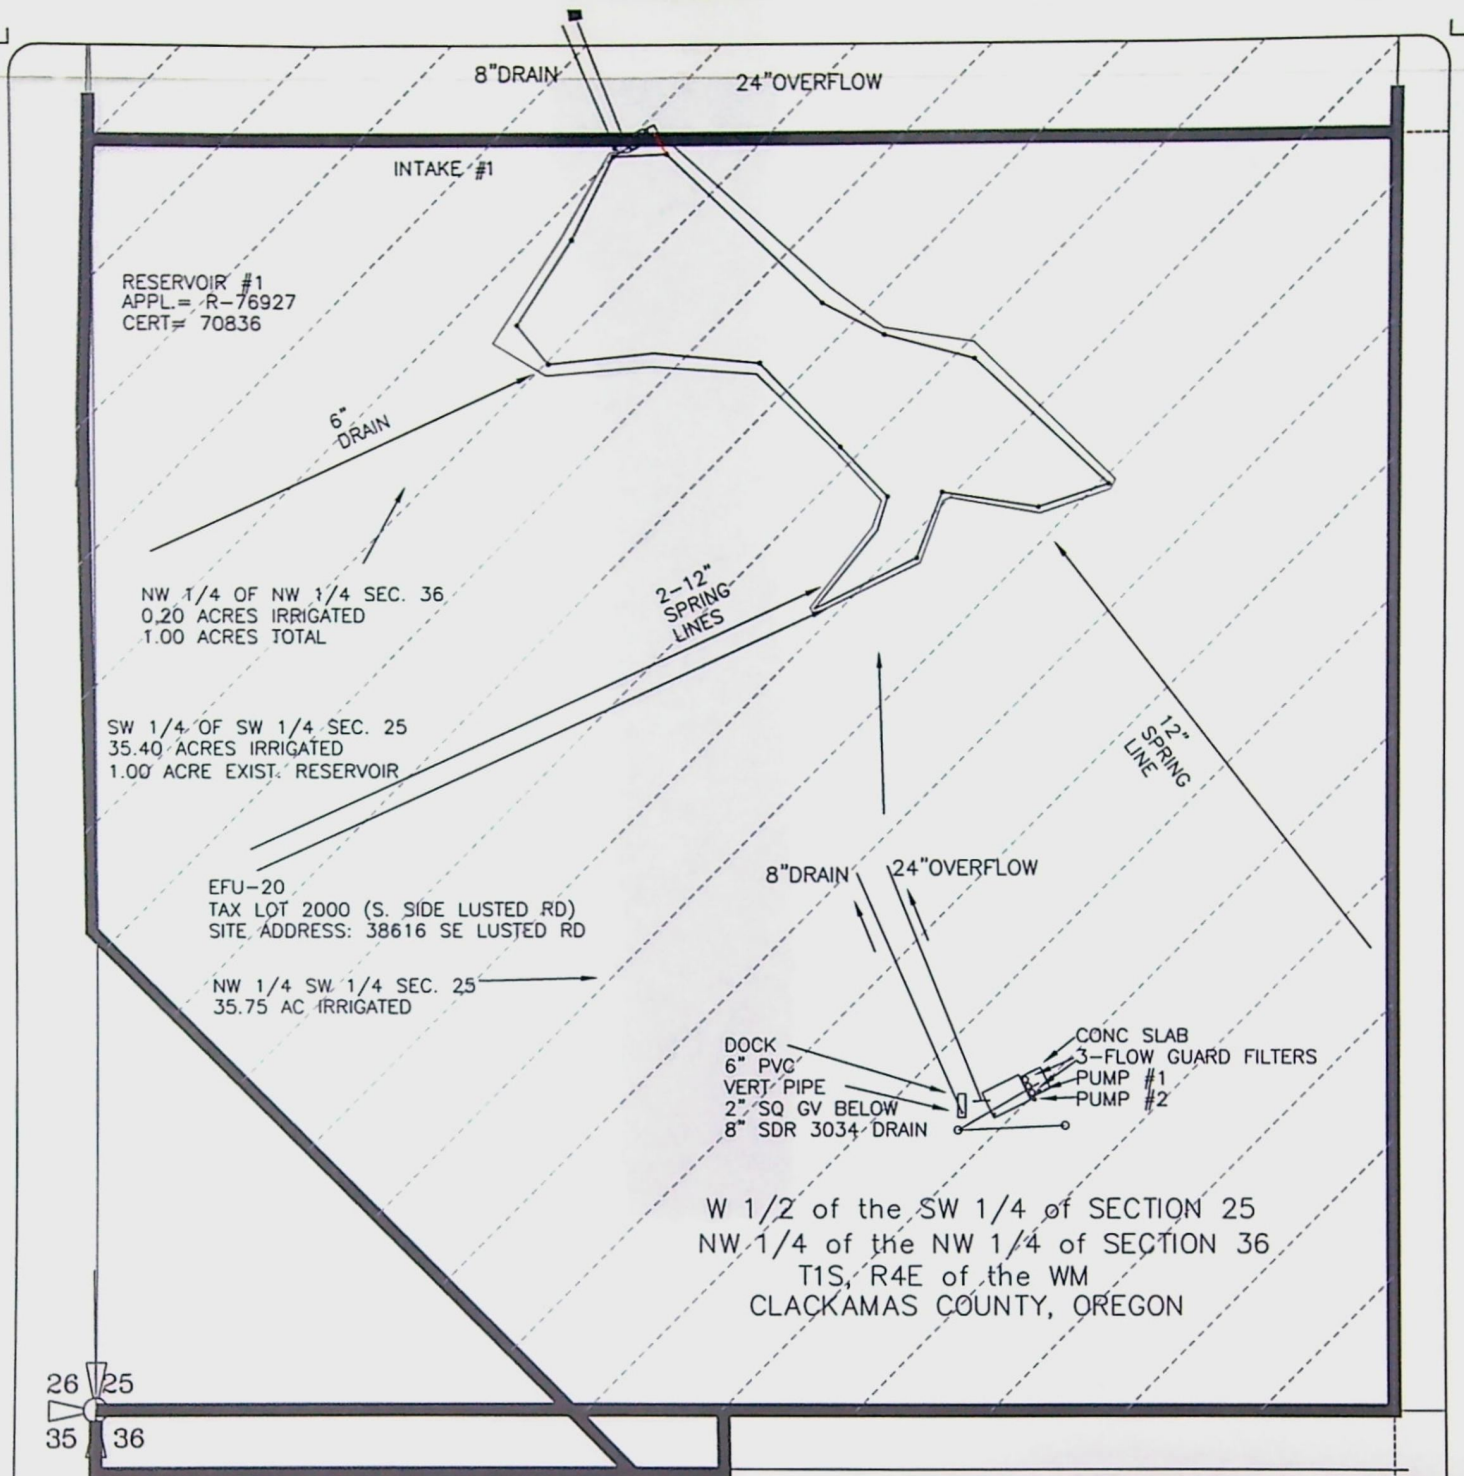 8"DRAIN
24"OVERFLOW
INTAKE #1
RESERVOIR #1
APPL.= R-76927
CERT= 70836
6"
DRAIN
NW 1/4 OF NW 1/4 SEC. 36
0.20 ACRES IRRIGATED
1.00 ACRES TOTAL
2-12"
SPRING
LINES
SW 1/4 OF SW 1/4 SEC. 25
35.40 ACRES IRRIGATED
1.00 ACRE EXIST. RESERVOIR
12"
SPRING
LINE
EFU-20
TAX LOT 2000 (S. SIDE LUSTED RD)
SITE ADDRESS: 38616 SE LUSTED RD
8"DRAIN
24"OVERFLOW
NW 1/4 SW 1/4 SEC. 25
35.75 AC IRRIGATED
DOCK
6" PVC
VERT PIPE
2" SQ GV BELOW
8" SDR 3034 DRAIN
CONC SLAB
3-FLOW GUARD FILTERS
PUMP #1
PUMP #2
W 1/2 of the SW 1/4 of SECTION 25
NW 1/4 of the NW 1/4 of SECTION 36
T1S, R4E of the WM
CLACKAMAS COUNTY, OREGON
26 25
35 36